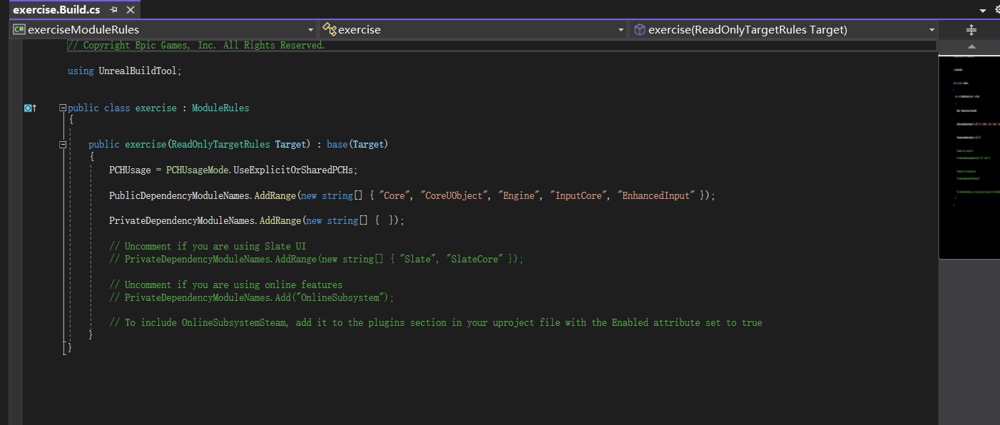 exercise.Build.cs
exerciseModuleRules
exercise
exercise(ReadOnlyTargetRules Target)
// Copyright Epic Games, Inc. All Rights Reserved.
using UnrealBuildTool;
public class exercise : ModuleRules
{
public exercise(ReadOnlyTargetRules Target) : base(Target)
{
PCHUsage = PCHUsageMode.UseExplicitOrSharedPCHs;
PublicDependencyModuleNames.AddRange(new string[] { "Core", "CoreUObject", "Engine", "InputCore", "EnhancedInput" });
PrivateDependencyModuleNames.AddRange(new string[] {  });
// Uncomment if you are using Slate UI
// PrivateDependencyModuleNames.AddRange(new string[] { "Slate", "SlateCore" });
// Uncomment if you are using online features
// PrivateDependencyModuleNames.Add("OnlineSubsystem");
// To include OnlineSubsystemSteam, add it to the plugins section in your uproject file with the Enabled attribute set to true
}
}